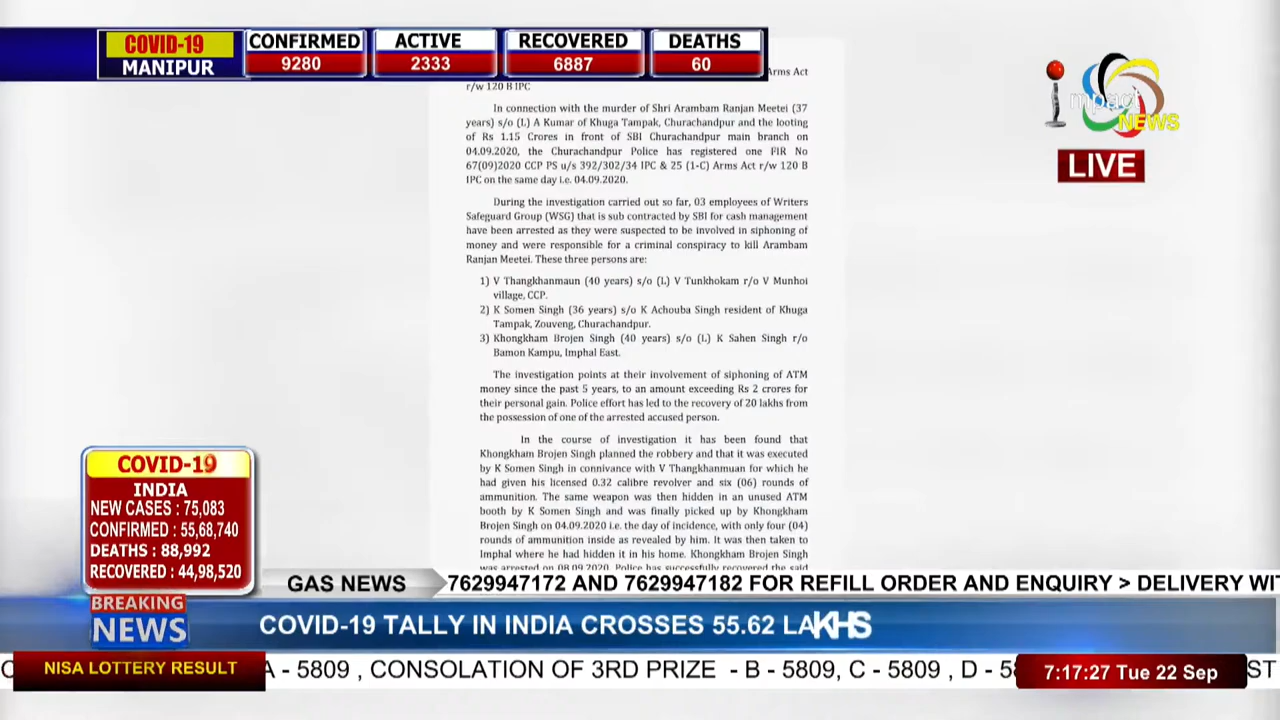 COVID-19
MANIPUR
CONFIRMED
9280
ACTIVE
2333
RECOVERED
6887
DEATHS
60
Arms Act
r/w 120 B IPC
In connection with the murder of Shri Arambam Ranjan Meetei (37
years) s/o (L) A Kumar of Khuga Tampak, Churachandpur and the looting
of Rs 1.15 Crores in front of SBI Churachandpur main branch on
04.09.2020, the Churachandpur Police has registered one FIR No
67(09)2020 CCP PS u/s 392/302/34 IPC & 25 (1-C) Arms Act r/w 120 B
IPC on the same day i.e. 04.09.2020.
During the investigation carried out so far, 03 employees of Writers
Safeguard Group (WSG) that is sub contracted by SBI for cash management
have been arrested as they were suspected to be involved in siphoning of
money and were responsible for a criminal conspiracy to kill Arambam
Ranjan Meetei. These three persons are:
1) V Thangkhanmaun (40 years) s/o (L) V Tunkhokam r/o V Munhoi
village, CCP.
2) K Somen Singh (36 years) s/o K Achouba Singh resident of Khuga
Tampak, Zouveng, Churachandpur.
3) Khongkham Brojen Singh (40 years) s/o (L) K Sahen Singh r/o
Bamon Kampu, Imphal East.
The investigation points at their involvement of siphoning of ATM
money since the past 5 years, to an amount exceeding Rs 2 crores for
their personal gain. Police effort has led to the recovery of 20 lakhs from
the possession of one of the arrested accused person.
In the course of investigation it has been found that
Khongkham Brojen Singh planned the robbery and that it was executed
by K Somen Singh in connivance with V Thangkhanmuan for which he
had given his licensed 0.32 calibre revolver and six (06) rounds of
ammunition. The same weapon was then hidden in an unused ATM
booth by K Somen Singh and was finally picked up by Khongkham
Brojen Singh on 04.09.2020 i.e. the day of incidence, with only four (04)
rounds of ammunition inside as revealed by him. It was then taken to
Imphal where he had hidden it in his home. Khongkham Brojen Singh
was arrested on 08.09.2020. Police has successfully recovered the said
impact
NEWS
LIVE
COVID-19
INDIA
NEW CASES : 75,083
CONFIRMED : 55,68,740
DEATHS : 88,992
RECOVERED : 44,98,520
GAS NEWS
7629947172 AND 7629947182 FOR REFILL ORDER AND ENQUIRY > DELIVERY WIT
BREAKING
NEWS
COVID-19 TALLY IN INDIA CROSSES 55.62 LAKHS
NISA LOTTERY RESULT
A - 5809 , CONSOLATION OF 3RD PRIZE - B - 5809, C - 5809 , D - 5
7:17:27 Tue 22 Sep
ST